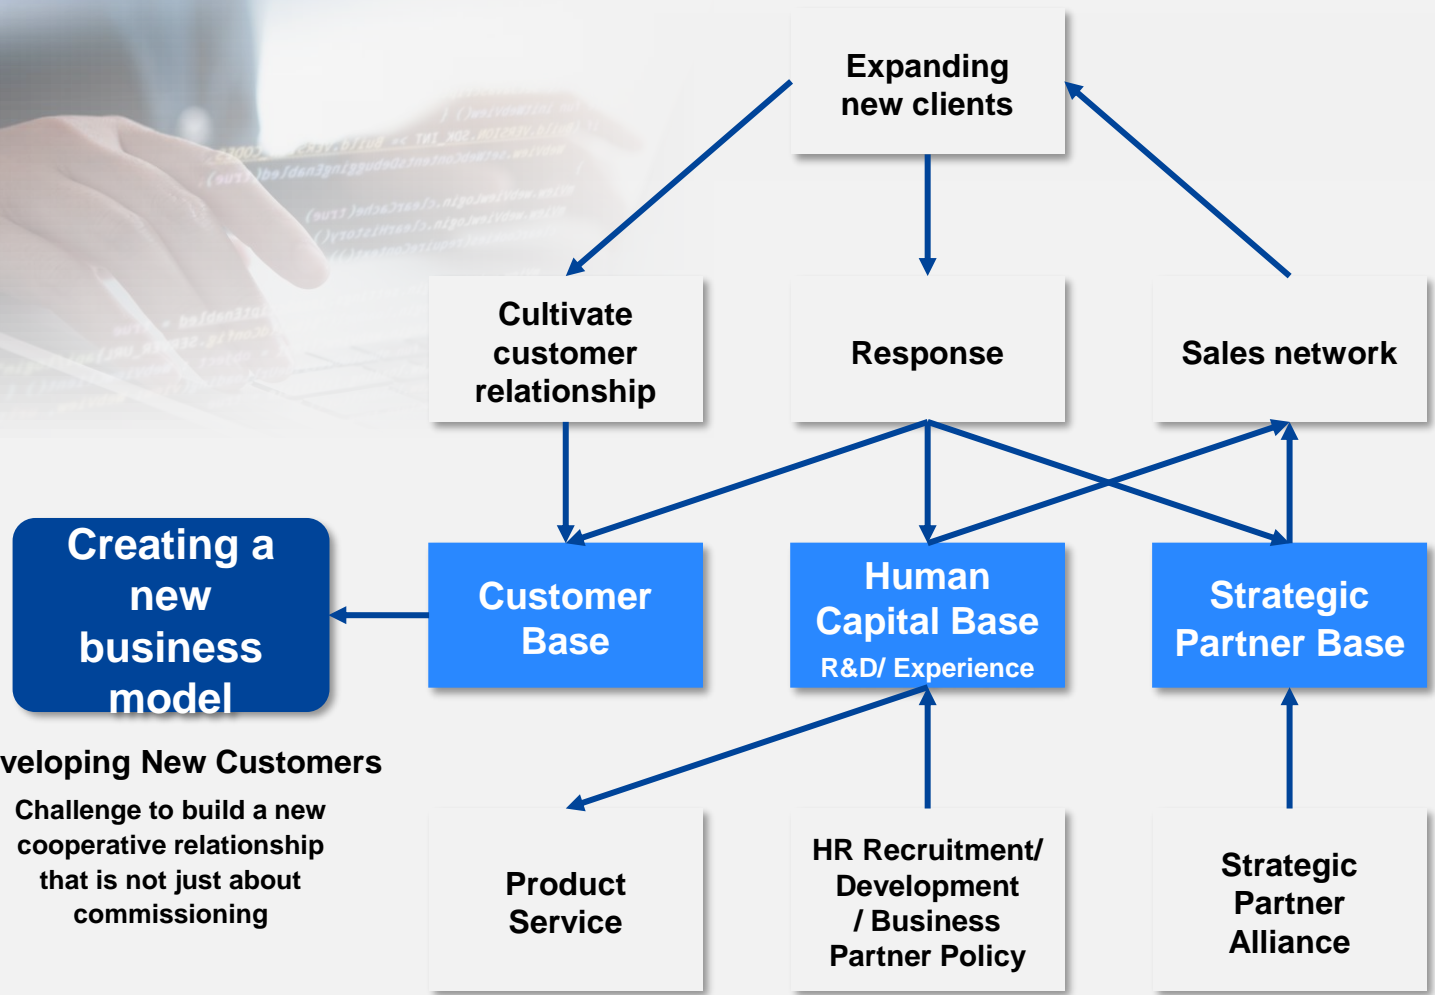 Expanding
new clients
Cultivate
customer
relationship
Response
Sales network
Creating a
new
business
model
Customer
Base
Human
Capital Base
R&D/ Experience
Strategic
Partner Base
veloping New Customers
Challenge to build a new
cooperative relationship
that is not just about
commissioning
Product
Service
HR Recruitment/
Development
/ Business
Partner Policy
Strategic
Partner
Alliance